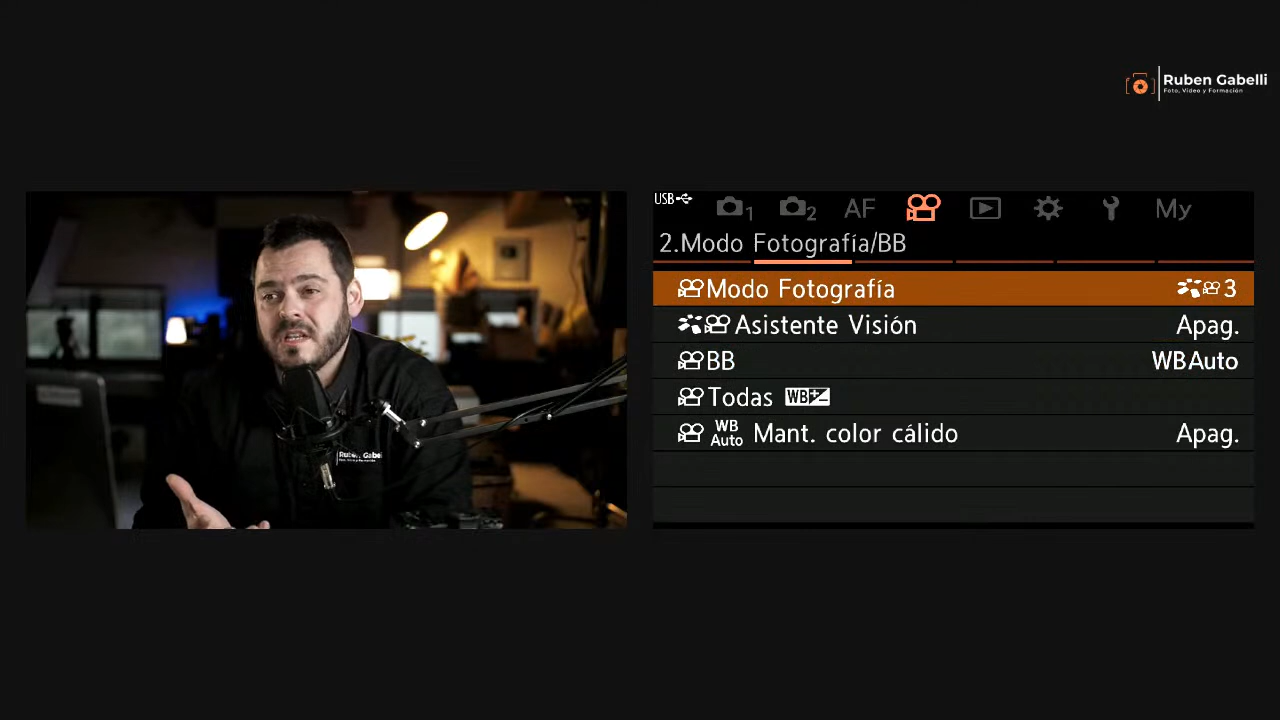 Ruben Gabelli
Foto, Vídeo y Formación
USB
1
2
AF
My
2.Modo Fotografía/BB
Modo Fotografía
3
Asistente Visión
Apag.
BB
WBAuto
Todas WB
WB Auto Mant. color cálido
Apag.